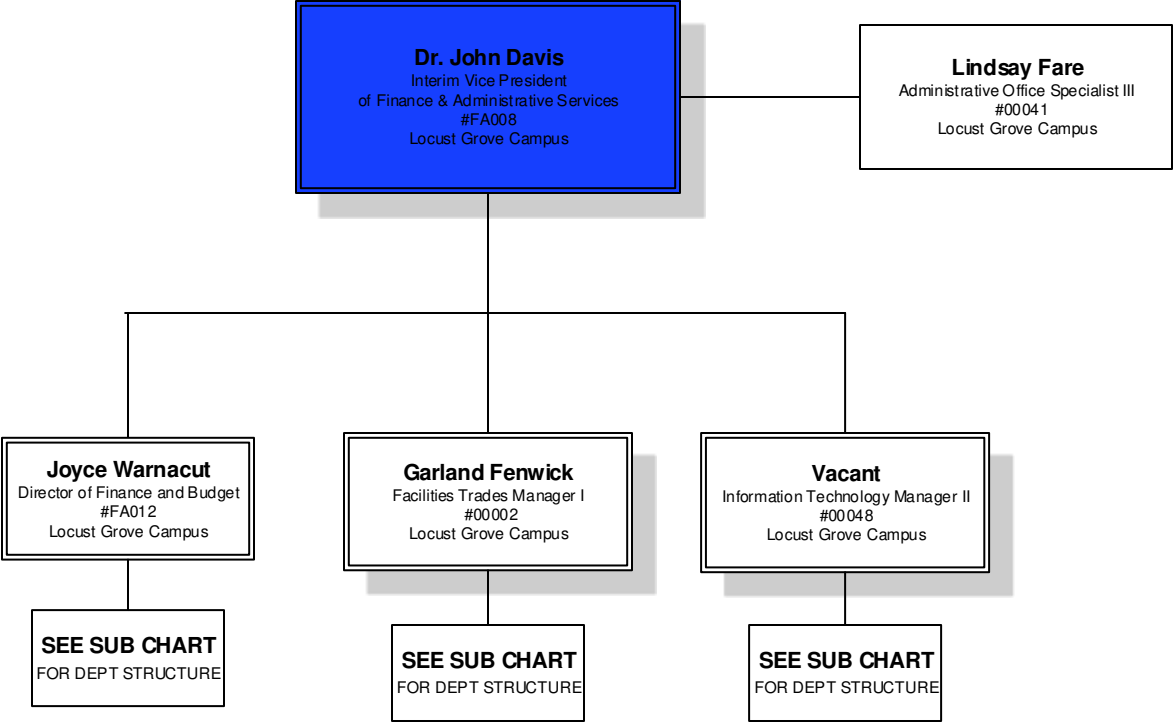 Dr. John Davis
Interim Vice President
of Finance & Administrative Services
#FA008
Locust Grove Campus
Lindsay Fare
Administrative Office Specialist III
#00041
Locust Grove Campus
Joyce Warnacut
Director of Finance and Budget
#FA012
Locust Grove Campus
Garland Fenwick
Facilities Trades Manager I
#00002
Locust Grove Campus
Vacant
Information Technology Manager II
#00048
Locust Grove Campus
SEE SUB CHART
FOR DEPT STRUCTURE
SEE SUB CHART
FOR DEPT STRUCTURE
SEE SUB CHART
FOR DEPT STRUCTURE